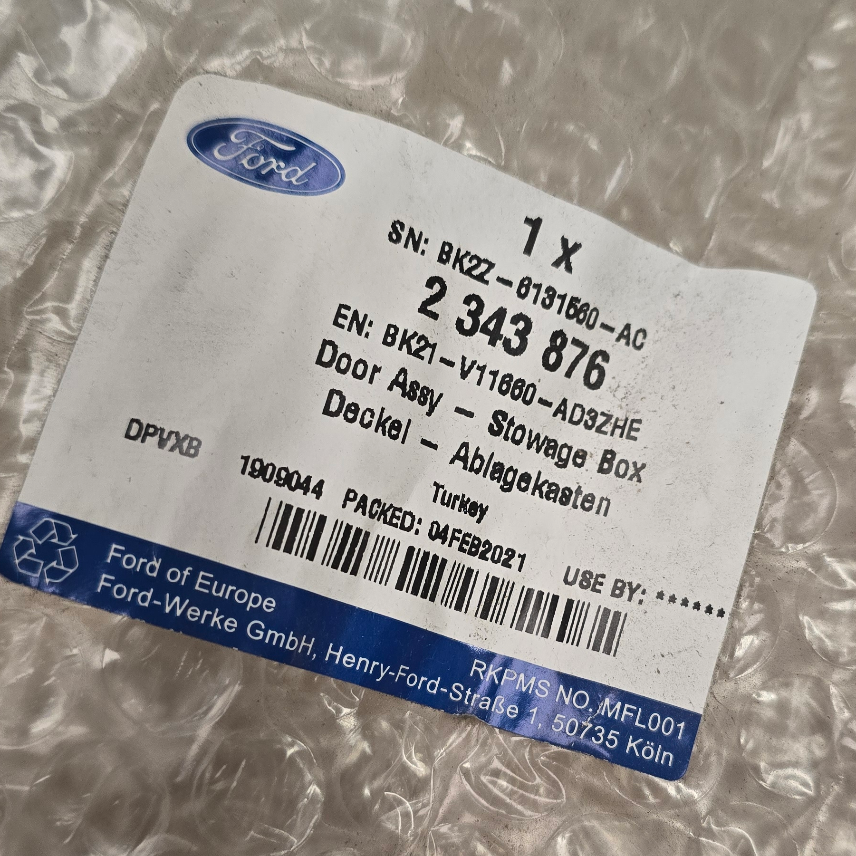 Ford
1 X
SN: BK2Z-6131560-AC
2 343 876
EN: BK21-V11660-AD3ZHE
Door Assy - Stowage Box
Deckel - Ablagekasten
DPVXB
Turkey
1909044 PACKED: 04FEB2021
USE BY: ******
Ford of Europe
RKPMS NO. MFL001
Ford-Werke GmbH, Henry-Ford-Straße 1, 50735 Köln